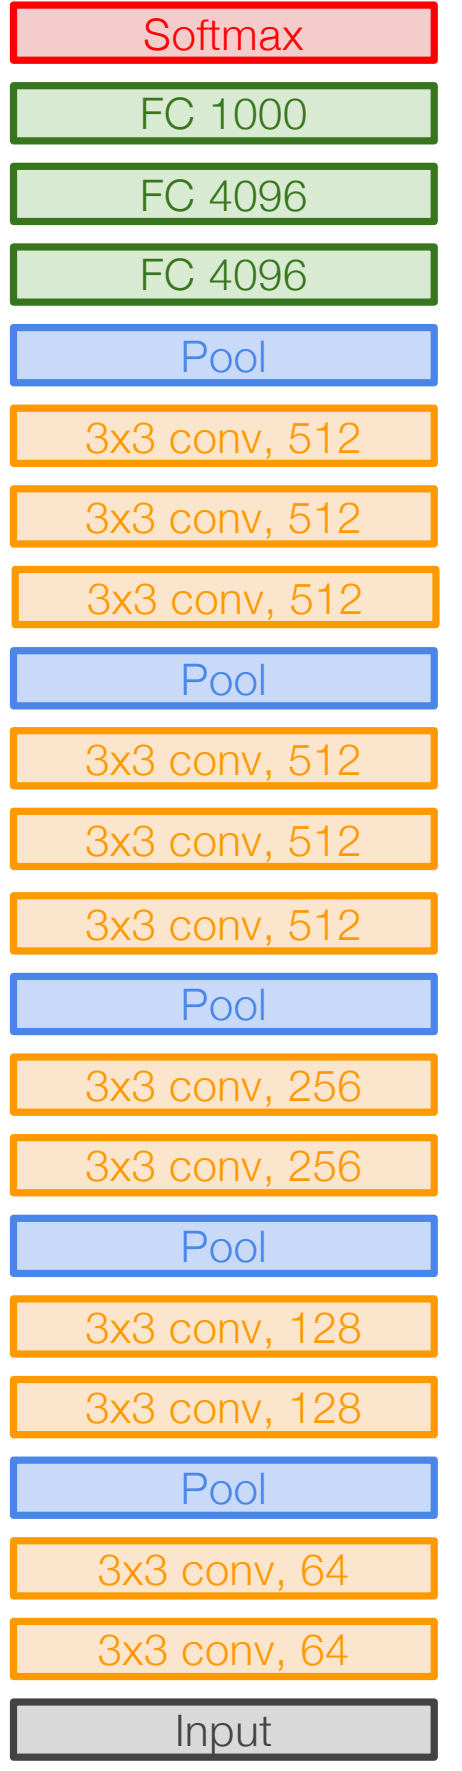 Softmax
FC 1000
FC 4096
FC 4096
Pool
3x3 conv, 512
3x3 conv, 512
3x3 conv, 512
Pool
3x3 conv, 512
3x3 conv, 512
3x3 conv, 512
Pool
3x3 conv, 256
3x3 conv, 256
Pool
3x3 conv, 128
3x3 conv, 128
Pool
3x3 conv, 64
3x3 conv, 64
Input